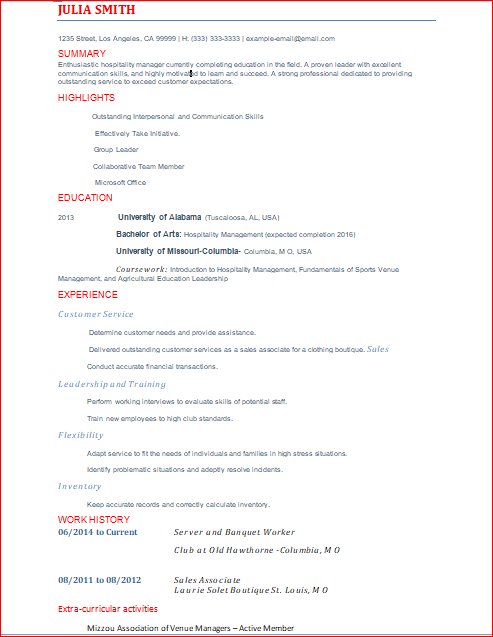 JULIA SMITH
1235 Street, Los Angeles, CA 99999 | H: (333) 333-3333 | example-email@email.com
SUMMARY
Enthusiastic hospitality manager currently completing education in the field. A proven leader with excellent
communication skills, and highly motivated to learn and succeed. A strong professional dedicated to providing
outstanding service to exceed customer expectations.
HIGHLIGHTS
Outstanding Interpersonal and Communication Skills
Effectively Take Initiative.
Group Leader
Collaborative Team Member
Microsoft Office
EDUCATION
2013 University of Alabama (Tuscaloosa, AL, USA)
Bachelor of Arts: Hospitality Management (expected completion 2016)
University of Missouri-Columbia- Columbia, M O, USA
Coursework: Introduction to Hospitality Management, Fundamentals of Sports Venue
Management, and Agricultural Education Leadership
EXPERIENCE
Customer Service
Determine customer needs and provide assistance.
Delivered outstanding customer services as a sales associate for a clothing boutique. Sales
Conduct accurate financial transactions.
Leadership and Training
Perform working interviews to evaluate skills of potential staff.
Train new employees to high club standards.
Flexibility
Adapt service to fit the needs of individuals and families in high stress situations.
Identify problematic situations and adeptly resolve incidents.
Inventory
Keep accurate records and correctly calculate inventory.
WORK HISTORY
06/2014 to Current Server and Banquet Worker
Club at Old Hawthorne -Columbia, M O
08/2011 to 08/2012 Sales Associate
Laurie Solet Boutique St. Louis, M O
Extra-curricular activities
Mizzou Association of Venue Managers – Active Member